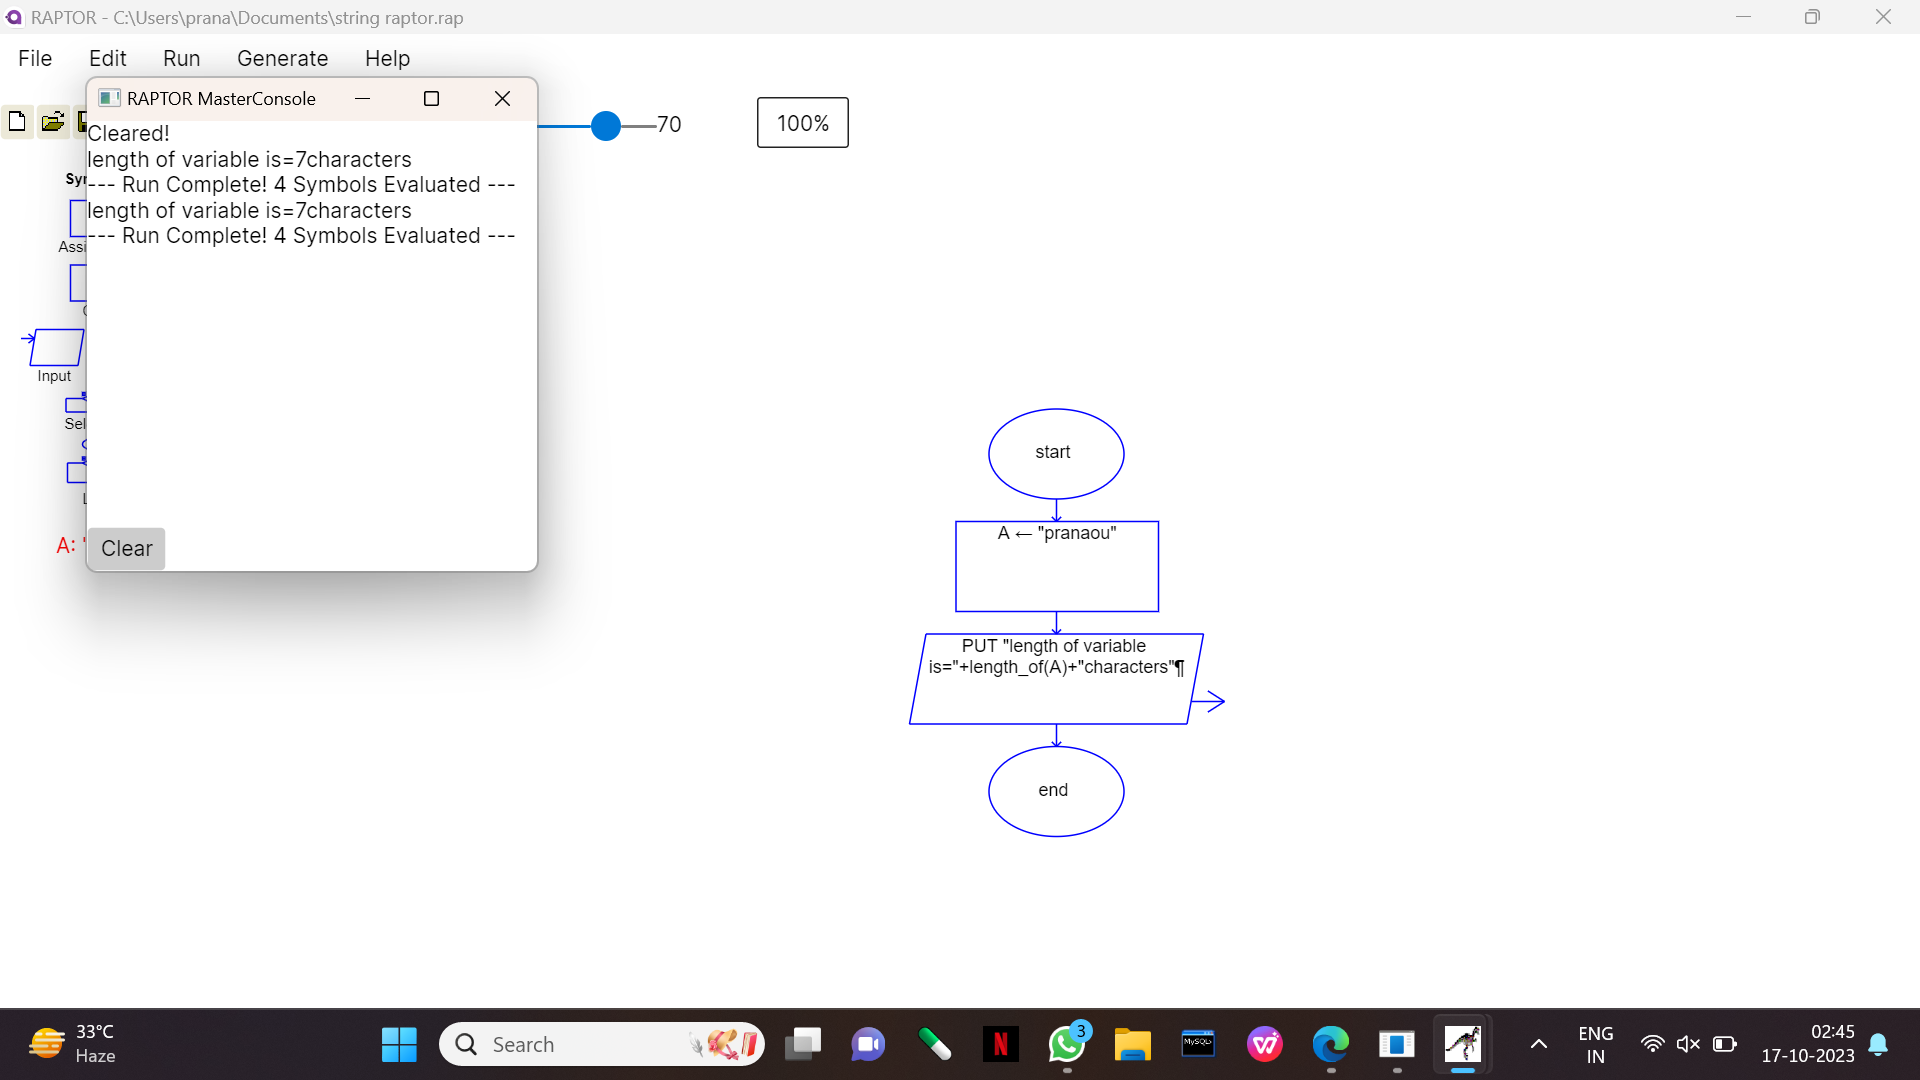 RAPTOR - C:\Users\prana\Documents\string raptor.rap
File Edit Run Generate Help
RAPTOR MasterConsole
70
100%
Cleared!
length of variable is=7characters
--- Run Complete! 4 Symbols Evaluated ---
length of variable is=7characters
--- Run Complete! 4 Symbols Evaluated ---
Input
A: "
Clear
start
A ← "pranaou"
PUT "length of variable
is="+length_of(A)+"characters"¶
end
33°C
Haze
Search
3
MySQL
ENG
IN
02:45
17-10-2023